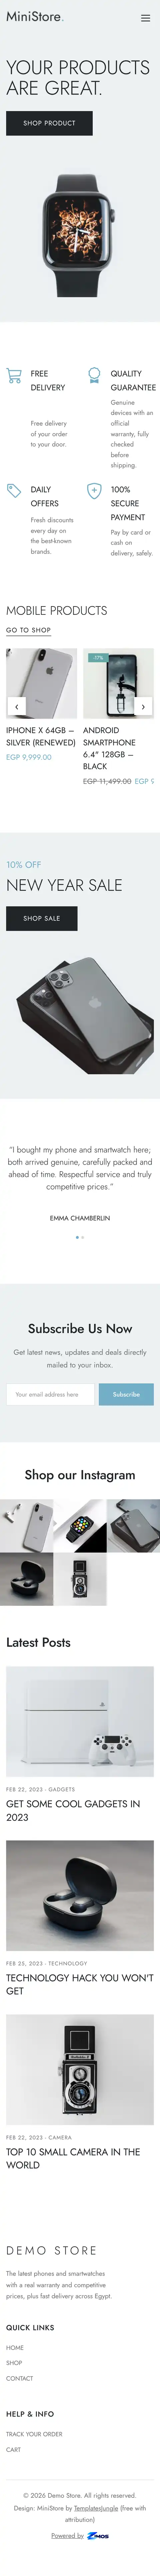 MiniStore.
YOUR PRODUCTS
ARE GREAT.
SHOP PRODUCT
FREE
DELIVERY
Free delivery
of your order
to your door.
QUALITY
GUARANTEE
Genuine
devices with an
official
warranty, fully
checked
before
shipping.
DAILY
OFFERS
Fresh discounts
every day on
the best-known
brands.
100%
SECURE
PAYMENT
Pay by card or
cash on
delivery, safely.
MOBILE PRODUCTS
GO TO SHOP
IPHONE X 64GB –
SILVER (RENEWED)
EGP 9,999.00
ANDROID
SMARTPHONE
6.4" 128GB –
BLACK
EGP 11,499.00 EGP 9
10% OFF
NEW YEAR SALE
SHOP SALE
“I bought my phone and smartwatch here;
both arrived genuine, carefully packed and
ahead of time. Respectful service and truly
competitive prices.”
EMMA CHAMBERLIN
Subscribe Us Now
Get latest news, updates and deals directly
mailed to your inbox.
Your email address here
Subscribe
Shop our Instagram
Latest Posts
FEB 22, 2023 - GADGETS
GET SOME COOL GADGETS IN
2023
FEB 25, 2023 - TECHNOLOGY
TECHNOLOGY HACK YOU WON'T
GET
FEB 22, 2023 - CAMERA
TOP 10 SMALL CAMERA IN THE
WORLD
DEMO STORE
The latest phones and smartwatches
with a real warranty and competitive
prices, plus fast delivery across Egypt.
QUICK LINKS
HOME
SHOP
CONTACT
HELP & INFO
TRACK YOUR ORDER
CART
© 2026 Demo Store. All rights reserved.
Design: MiniStore by TemplatesJungle (free with
attribution)
Powered by ZMOS